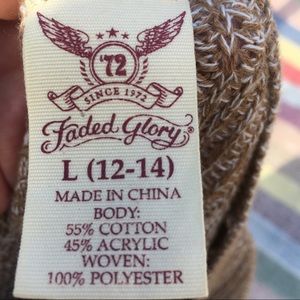 '72
SINCE 1972
Faded Glory®
L (12-14)
MADE IN CHINA
BODY:
55% COTTON
45% ACRYLIC
WOVEN:
100% POLYESTER